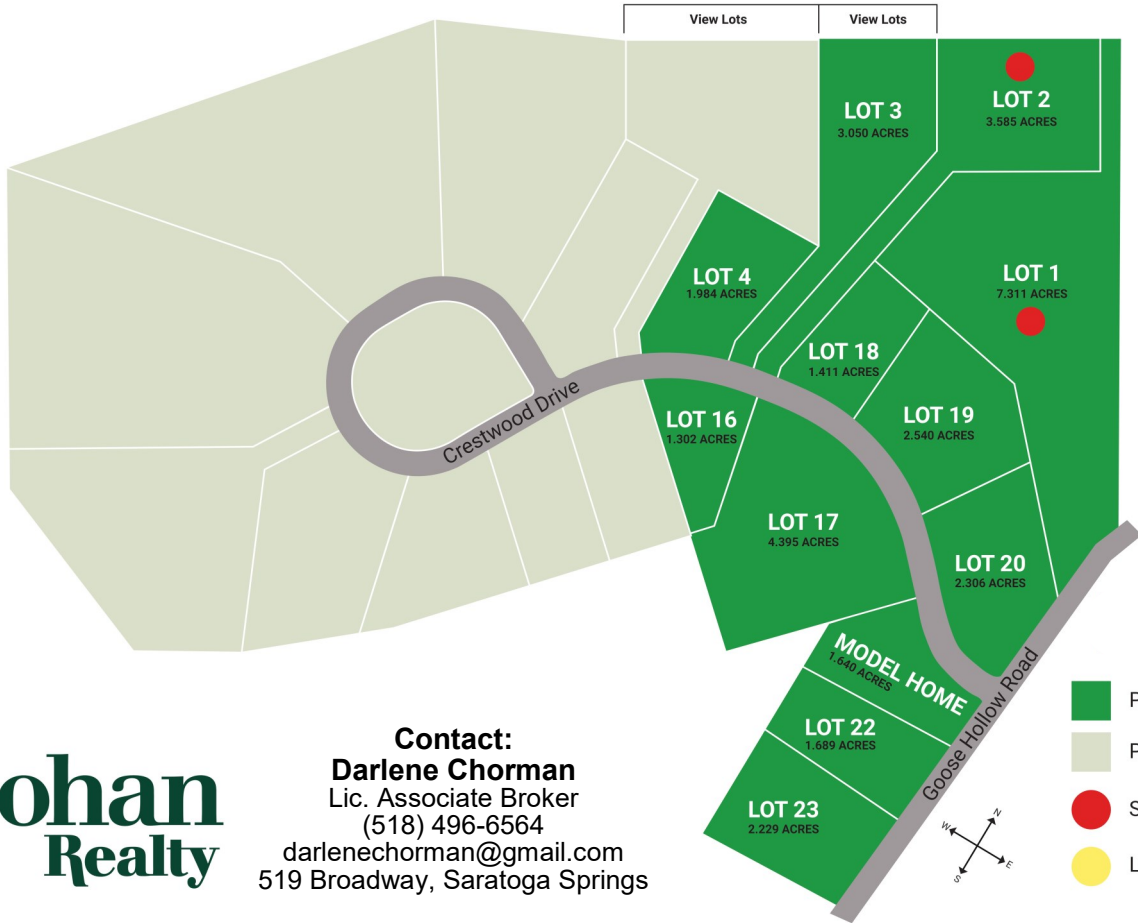 View Lots
View Lots
LOT 3
3.050 ACRES
LOT 2
3.585 ACRES
LOT 4
1.984 ACRES
LOT 1
7.311 ACRES
LOT 18
1.411 ACRES
LOT 16
1.302 ACRES
LOT 19
2.540 ACRES
Crestwood Drive
LOT 17
4.395 ACRES
LOT 20
2.306 ACRES
MODEL HOME
1.640 ACRES
LOT 22
1.689 ACRES
LOT 23
2.229 ACRES
Goose Hollow Road
N
W
E
S
P
P
S
L
ohan
Realty
Contact:
Darlene Chorman
Lic. Associate Broker
(518) 496-6564
darlenechorman@gmail.com
519 Broadway, Saratoga Springs